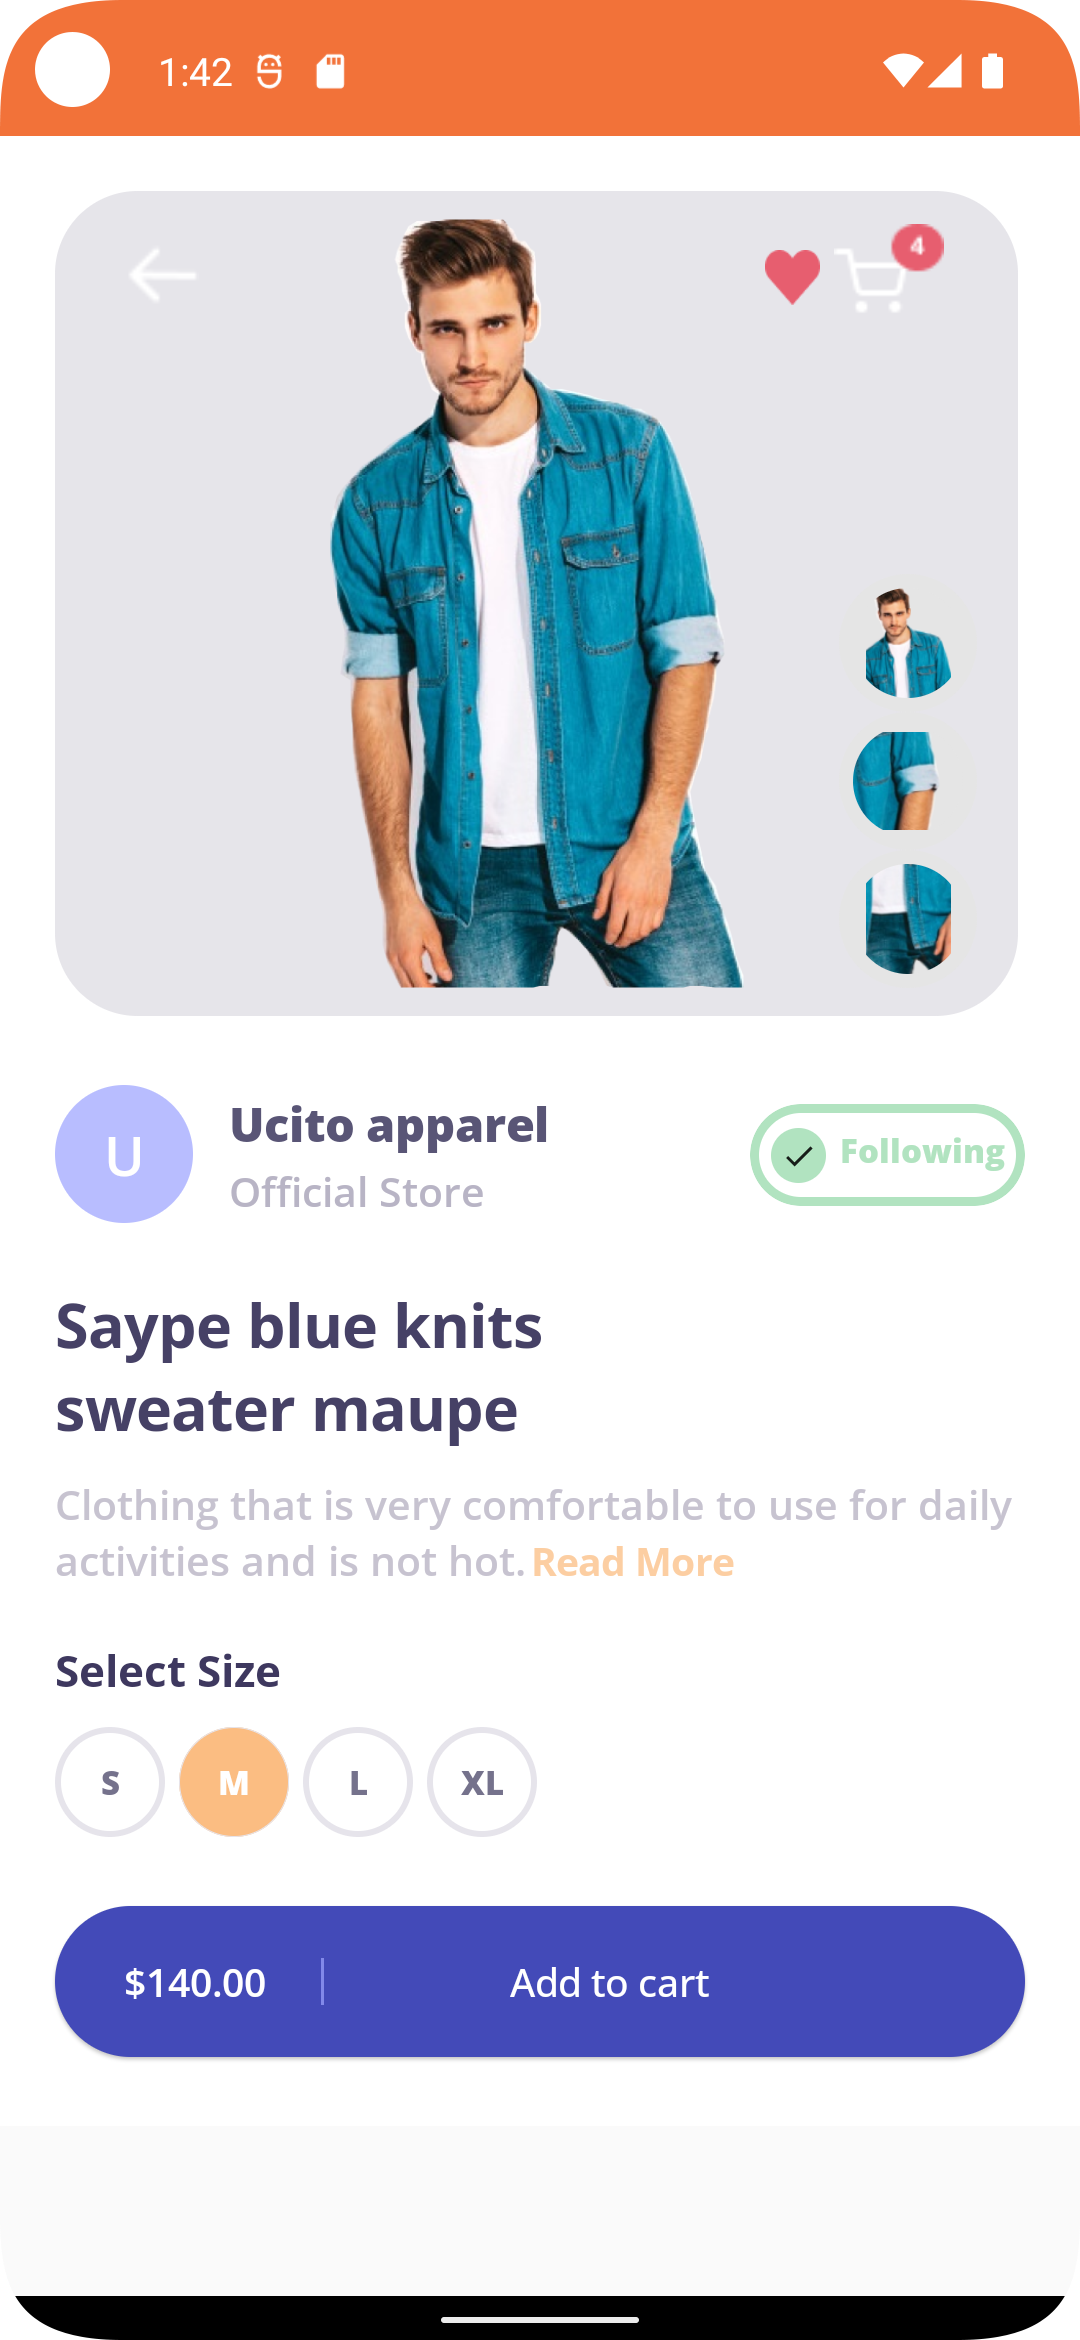 1:42
4
U
Ucito apparel
Official Store
Following
Saype blue knits
sweater maupe
Clothing that is very comfortable to use for daily
activities and is not hot. Read More
Select Size
S M L XL
$140.00 Add to cart